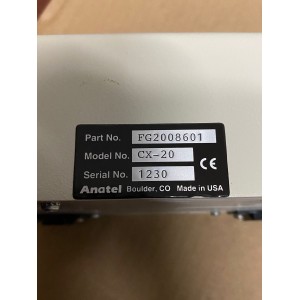 Part No. FG2008601
Model No. CX-20
CE
Serial No. 1230
Anatel Boulder, CO Made in USA